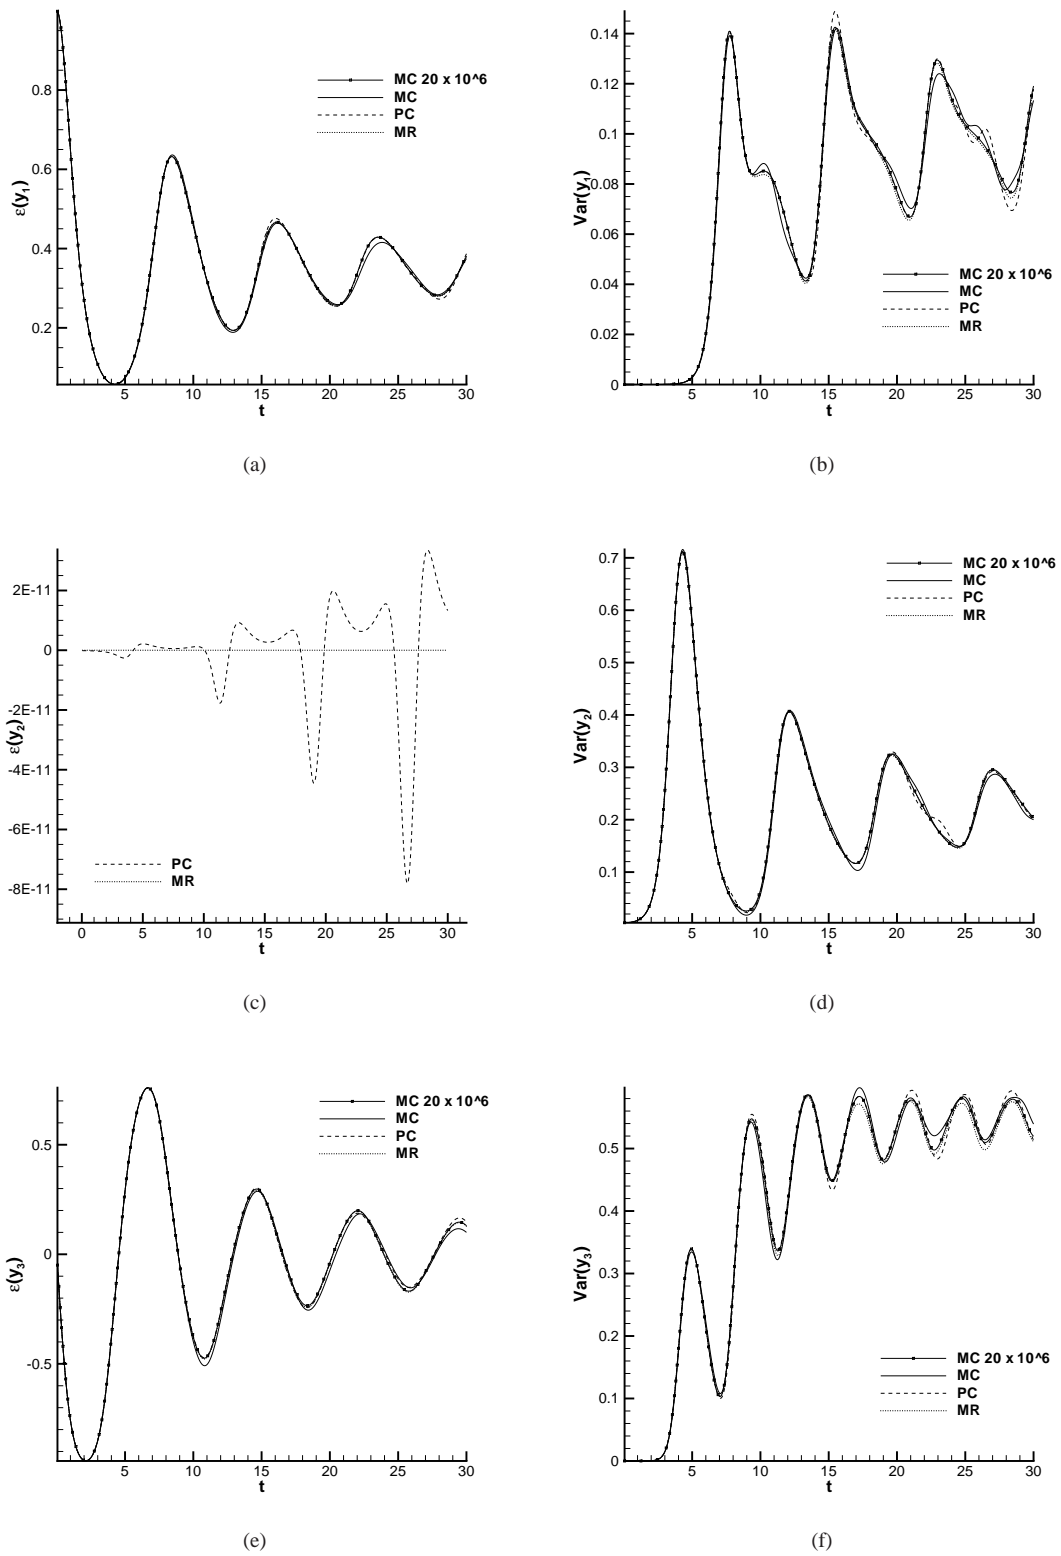 0.8
0.6
0.4
0.2
5 10 15 20 25 30
t
ε(y1)
MC 20 x 10^6
MC
PC
MR
(a)
0.14
0.12
0.1
0.08
0.06
0.04
0.02
0
5 10 15 20 25 30
t
Var(y1)
MC 20 x 10^6
MC
PC
MR
(b)
2E-11
0
-2E-11
-4E-11
-6E-11
-8E-11
0 5 10 15 20 25 30
t
ε(y2)
PC
MR
(c)
0.7
0.6
0.5
0.4
0.3
0.2
0.1
5 10 15 20 25 30
t
Var(y2)
MC 20 x 10^6
MC
PC
MR
(d)
0.5
0
-0.5
5 10 15 20 25 30
t
ε(y3)
MC 20 x 10^6
MC
PC
MR
(e)
0.5
0.4
0.3
0.2
0.1
0
5 10 15 20 25 30
t
Var(y3)
MC 20 x 10^6
MC
PC
MR
(f)